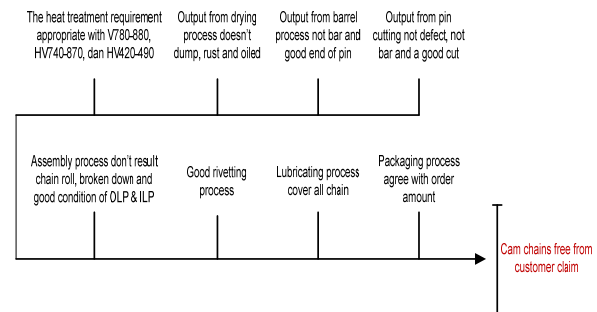 The heat treatment requirement
appropriate with V780-880,
HV740-870, dan HV420-490
Output from drying
process doesn't
dump, rust and oiled
Output from barrel
process not bar and
good end of pin
Output from pin
cutting not defect, not
bar and a good cut
Assembly process don't result
chain roll, broken down and
good condition of OLP & ILP
Good rivetting
process
Lubricating process
cover all chain
Packaging process
agree with order
amount
Cam chains free from
customer claim